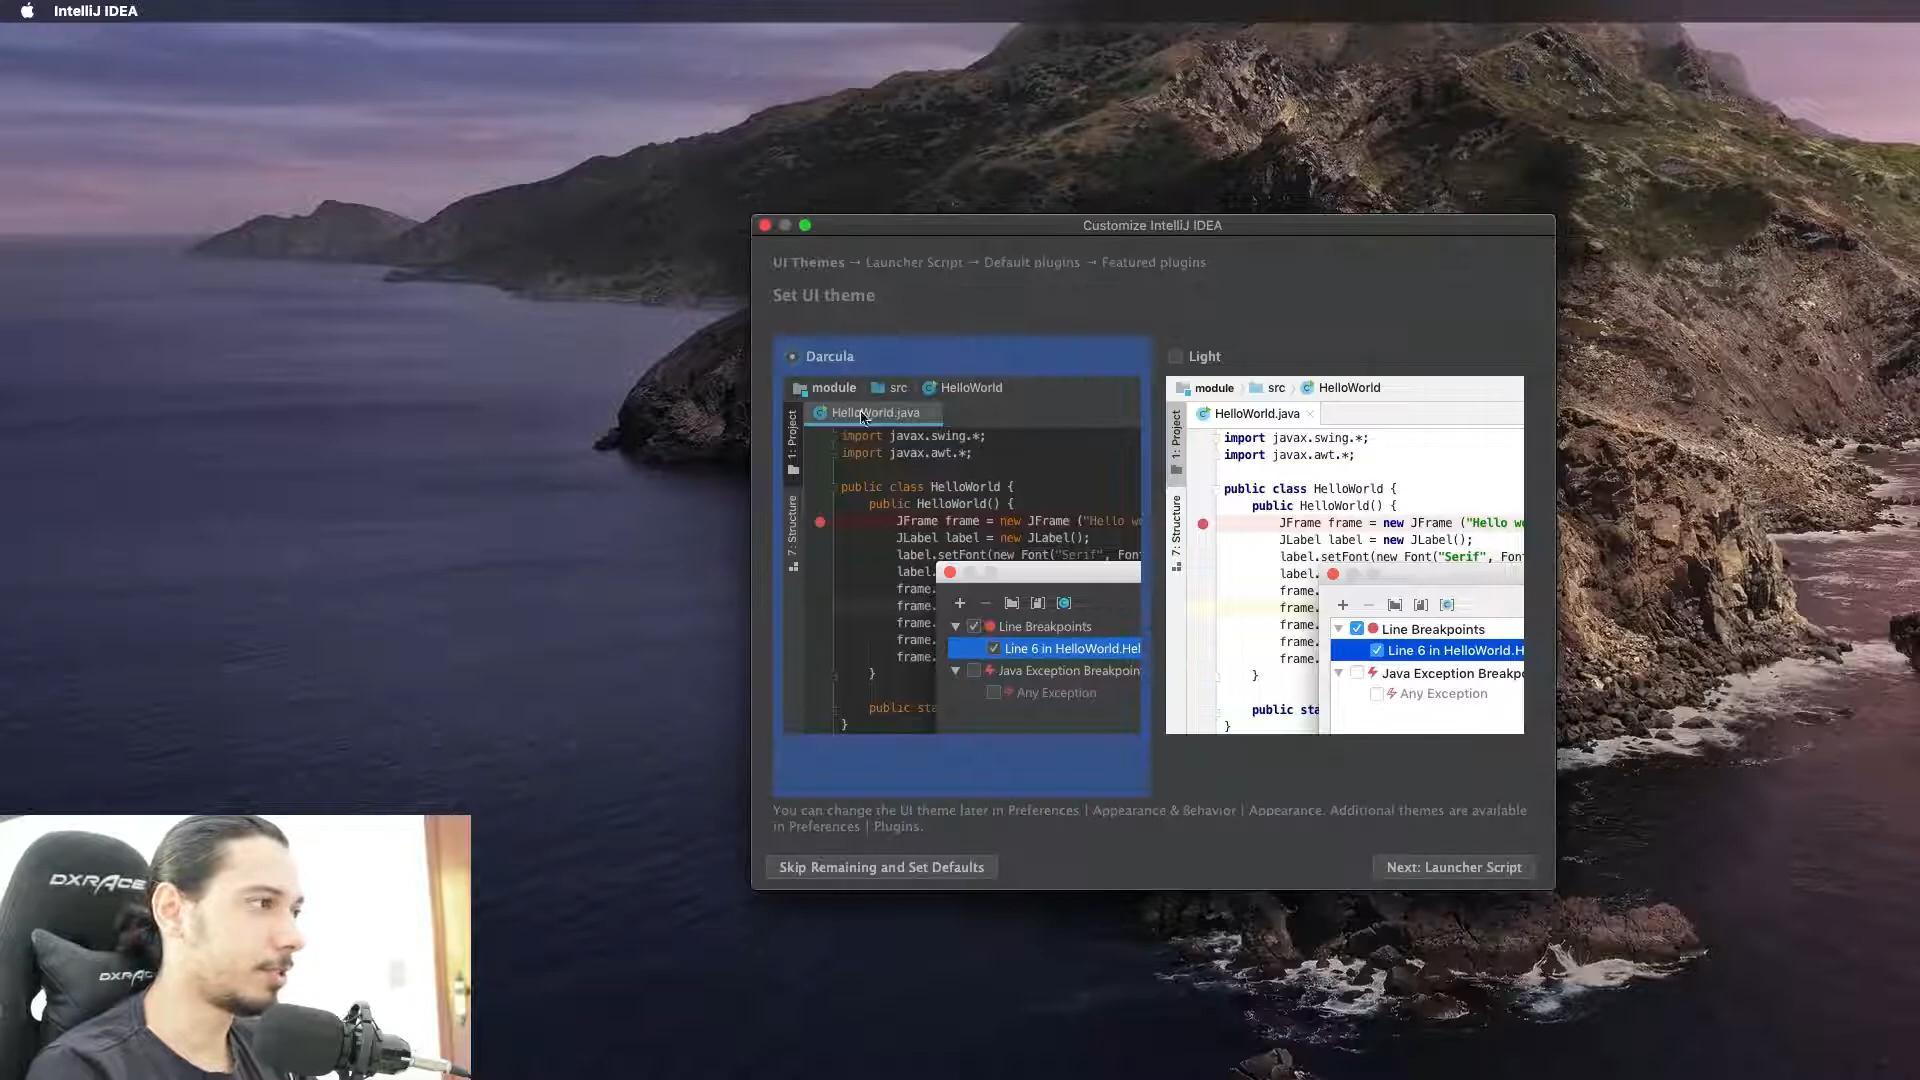 IntelliJ IDEA
Customize IntelliJ IDEA
UI Themes → Launcher Script → Default plugins → Featured plugins
Set UI theme
Darcula
module src HelloWorld
HelloWorld.java
1: Project
7: Structure
import javax.swing.*;
import javax.awt.*;
public class HelloWorld {
public HelloWorld() {
JFrame frame = new JFrame ("Hello wo
JLabel label = new JLabel();
label.setFont(new Font("Serif", Font
label.
frame.
frame.
frame.
frame.
frame.
}
public sta
}
Line Breakpoints
Line 6 in HelloWorld.Hel
Java Exception Breakpoin
Any Exception
Light
module src HelloWorld
HelloWorld.java
1: Project
7: Structure
import javax.swing.*;
import javax.awt.*;
public class HelloWorld {
public HelloWorld() {
JFrame frame = new JFrame ("Hello wo
JLabel label = new JLabel();
label.setFont(new Font("Serif", Font
label.
frame.
frame.
frame.
frame.
frame.
}
public sta
}
Line Breakpoints
Line 6 in HelloWorld.H
Java Exception Breakpo
Any Exception
You can change the UI theme later in Preferences | Appearance & Behavior | Appearance. Additional themes are available
in Preferences | Plugins.
Skip Remaining and Set Defaults
Next: Launcher Script
DXRACE
DXRAC